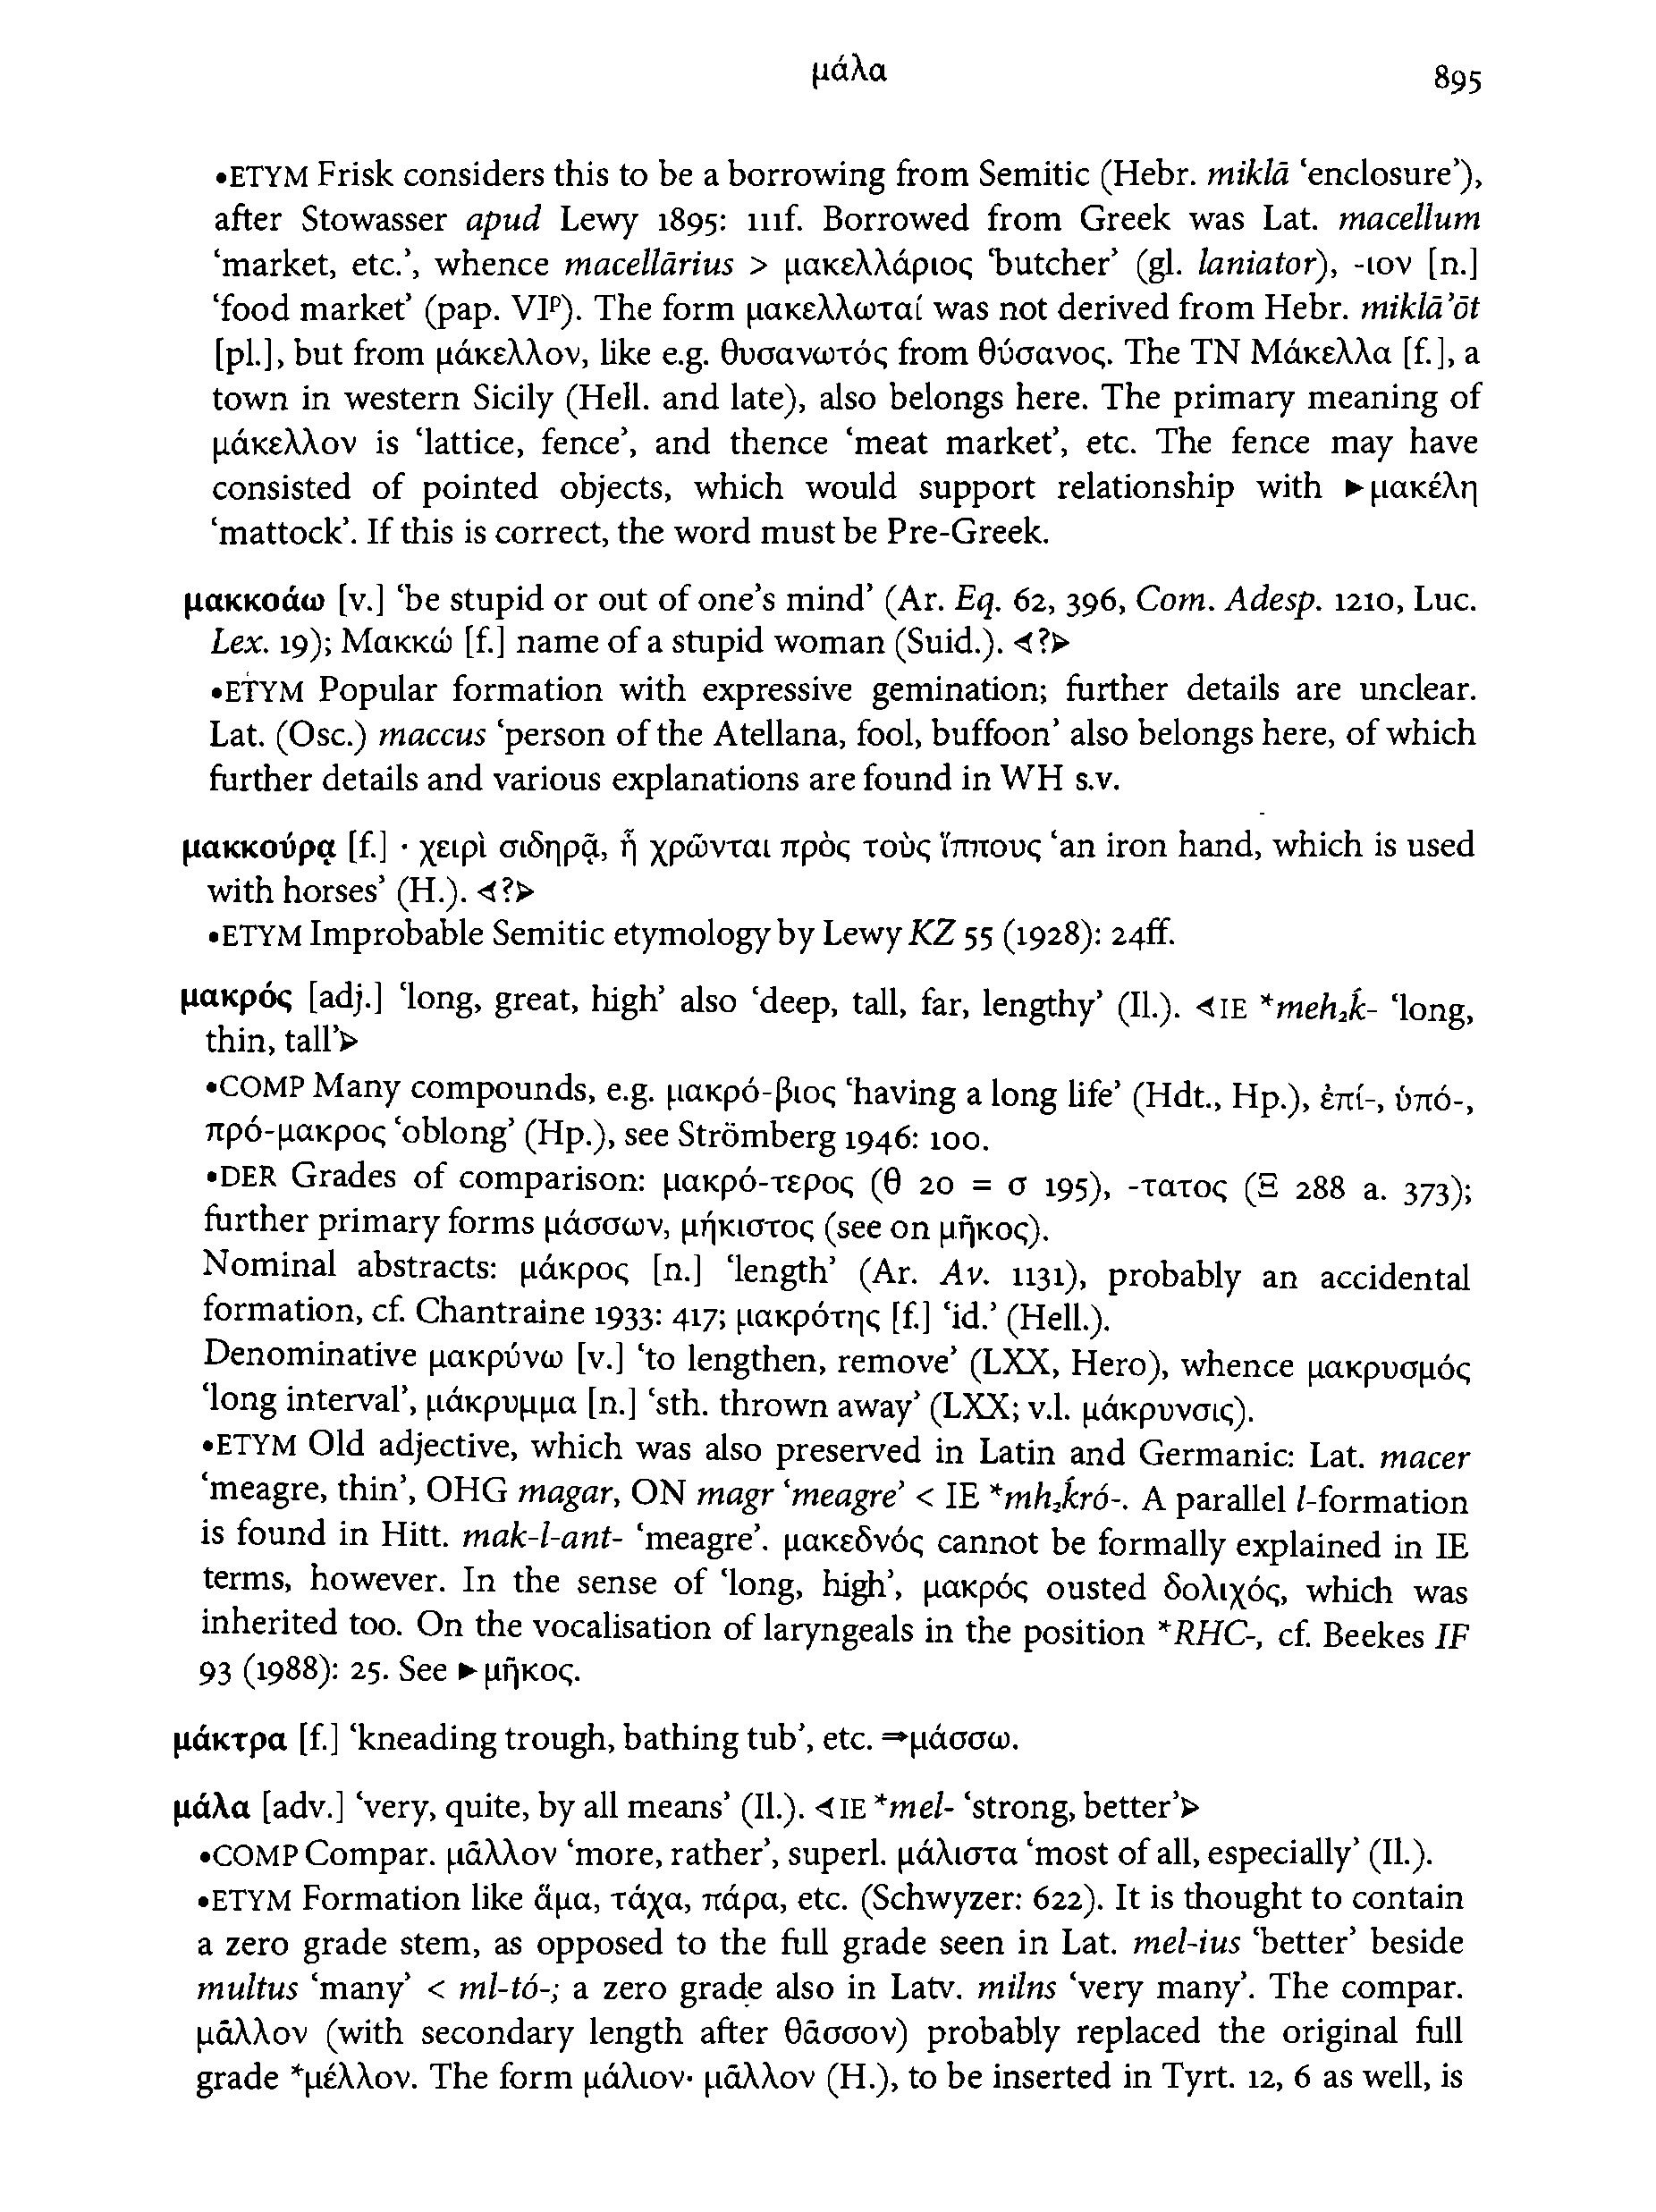 μάλα
895
•ETYM Frisk considers this to be a borrowing from Semitic (Hebr. miklā ‘enclosure’),
after Stowasser apud Lewy 1895: 111f. Borrowed from Greek was Lat. macellum
‘market, etc.’, whence macellārius > μακελλάριος ‘butcher’ (gl. laniator), -ιον [n.]
‘food market’ (pap. VIᵖ). The form μακελλωταί was not derived from Hebr. miklā’ōt
[pl.], but from μάκελλον, like e.g. θυσανωτός from θύσανος. The TN Μάκελλα [f.], a
town in western Sicily (Hell. and late), also belongs here. The primary meaning of
μάκελλον is ‘lattice, fence’, and thence ‘meat market’, etc. The fence may have
consisted of pointed objects, which would support relationship with ►μακέλη
‘mattock’. If this is correct, the word must be Pre-Greek.
μακκοάω [v.] ‘be stupid or out of one’s mind’ (Ar. Eq. 62, 396, Com. Adesp. 1210, Luc.
Lex. 19); Μακκώ [f.] name of a stupid woman (Suid.). ⊲?⊳
•ETYM Popular formation with expressive gemination; further details are unclear.
Lat. (Osc.) maccus ‘person of the Atellana, fool, buffoon’ also belongs here, of which
further details and various explanations are found in WH s.v.
μακκούρᾳ [f.] · χειρὶ σιδηρᾷ, ᾗ χρῶνται πρὸς τοὺς ἵππους ‘an iron hand, which is used
with horses’ (H.). ⊲?⊳
•ETYM Improbable Semitic etymology by Lewy KZ 55 (1928): 24ff.
μακρός [adj.] ‘long, great, high’ also ‘deep, tall, far, lengthy’ (Il.). ⊲IE *meh₂ḱ- ‘long,
thin, tall’⊳
•COMP Many compounds, e.g. μακρό-βιος ‘having a long life’ (Hdt., Hp.), ἐπί-, ὑπό-,
πρό-μακρος ‘oblong’ (Hp.), see Strömberg 1946: 100.
•DER Grades of comparison: μακρό-τερος (θ 20 = σ 195), -τατος (Ξ 288 a. 373);
further primary forms μάσσων, μήκιστος (see on μῆκος).
Nominal abstracts: μάκρος [n.] ‘length’ (Ar. Av. 1131), probably an accidental
formation, cf. Chantraine 1933: 417; μακρότης [f.] ‘id.’ (Hell.).
Denominative μακρύνω [v.] ‘to lengthen, remove’ (LXX, Hero), whence μακρυσμός
‘long interval’, μάκρυμμα [n.] ‘sth. thrown away’ (LXX; v.l. μάκρυνσις).
•ETYM Old adjective, which was also preserved in Latin and Germanic: Lat. macer
‘meagre, thin’, OHG magar, ON magr ‘meagre’ < IE *mh₂ḱró-. A parallel l-formation
is found in Hitt. mak-l-ant- ‘meagre’. μακεδνός cannot be formally explained in IE
terms, however. In the sense of ‘long, high’, μακρός ousted δολιχός, which was
inherited too. On the vocalisation of laryngeals in the position *RHC-, cf. Beekes IF
93 (1988): 25. See ►μῆκος.
μάκτρα [f.] ‘kneading trough, bathing tub’, etc. ⇒μάσσω.
μάλα [adv.] ‘very, quite, by all means’ (Il.). ⊲IE *mel- ‘strong, better’⊳
•COMP Compar. μᾶλλον ‘more, rather’, superl. μάλιστα ‘most of all, especially’ (Il.).
•ETYM Formation like ἅμα, τάχα, πάρα, etc. (Schwyzer: 622). It is thought to contain
a zero grade stem, as opposed to the full grade seen in Lat. mel-ius ‘better’ beside
multus ‘many’ < ml-tó-; a zero grade also in Latv. milns ‘very many’. The compar.
μᾶλλον (with secondary length after θᾶσσον) probably replaced the original full
grade *μέλλον. The form μάλιον· μᾶλλον (H.), to be inserted in Tyrt. 12, 6 as well, is